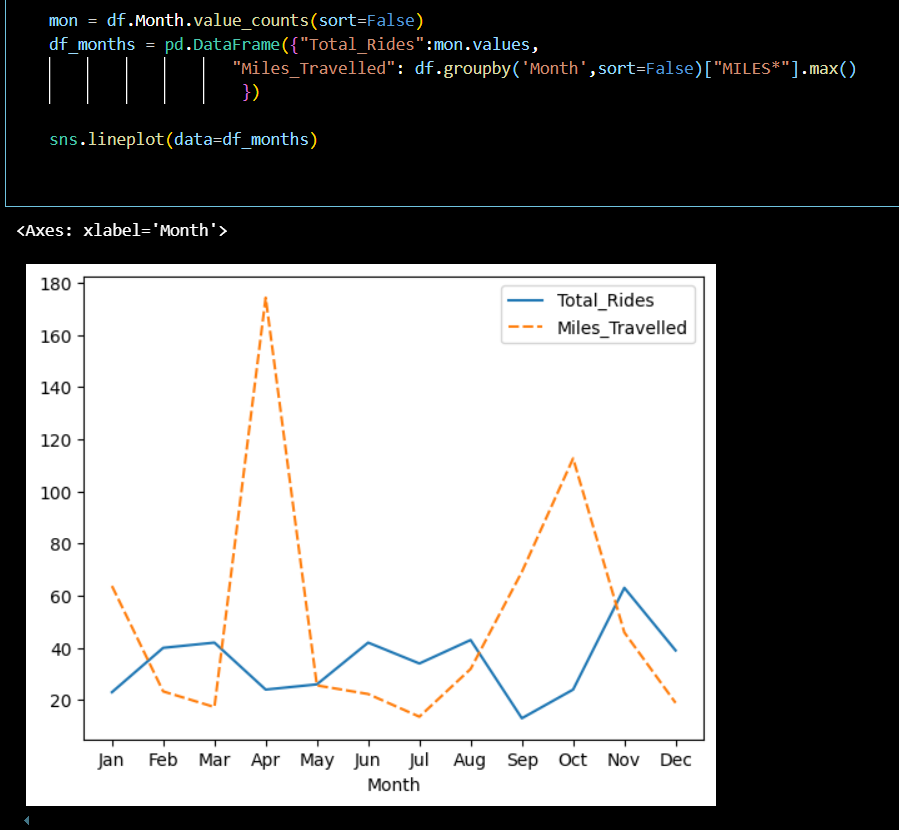 mon = df.Month.value_counts(sort=False)
df_months = pd.DataFrame({"Total_Rides":mon.values,
"Miles_Travelled": df.groupby('Month',sort=False)["MILES*"].max()
})
sns.lineplot(data=df_months)
<Axes: xlabel='Month'>
180
160
140
120
100
80
60
40
20
Total_Rides
Miles_Travelled
Jan Feb Mar Apr May Jun Jul Aug Sep Oct Nov Dec
Month